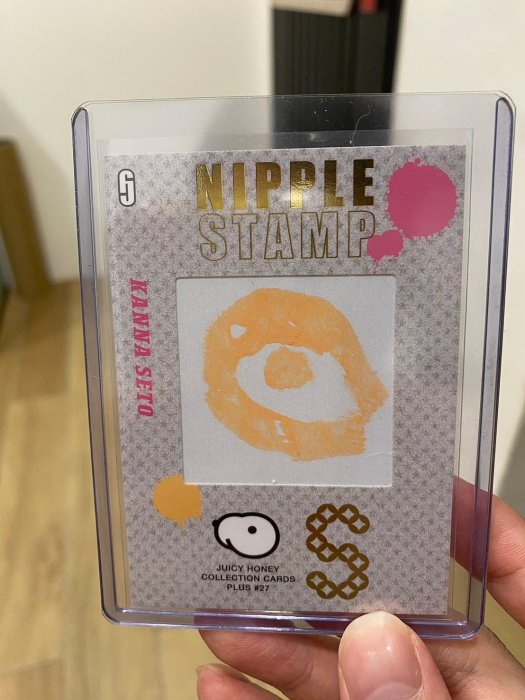 S
NIPPLE
STAMP
KANNA SETO
JUICY HONEY
COLLECTION CARDS
PLUS #27
S